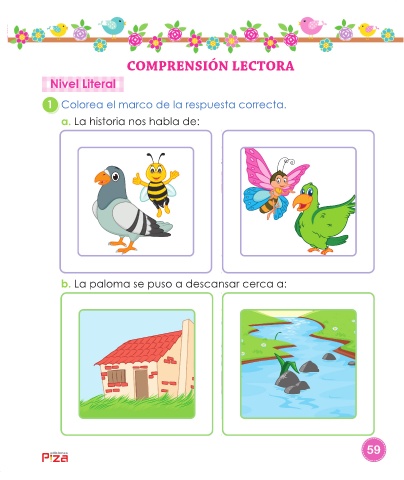 COMPRENSIÓN LECTORA
Nivel Literal
1 Colorea el marco de la respuesta correcta.
a. La historia nos habla de:
b. La paloma se puso a descansar cerca a:
Piza
59